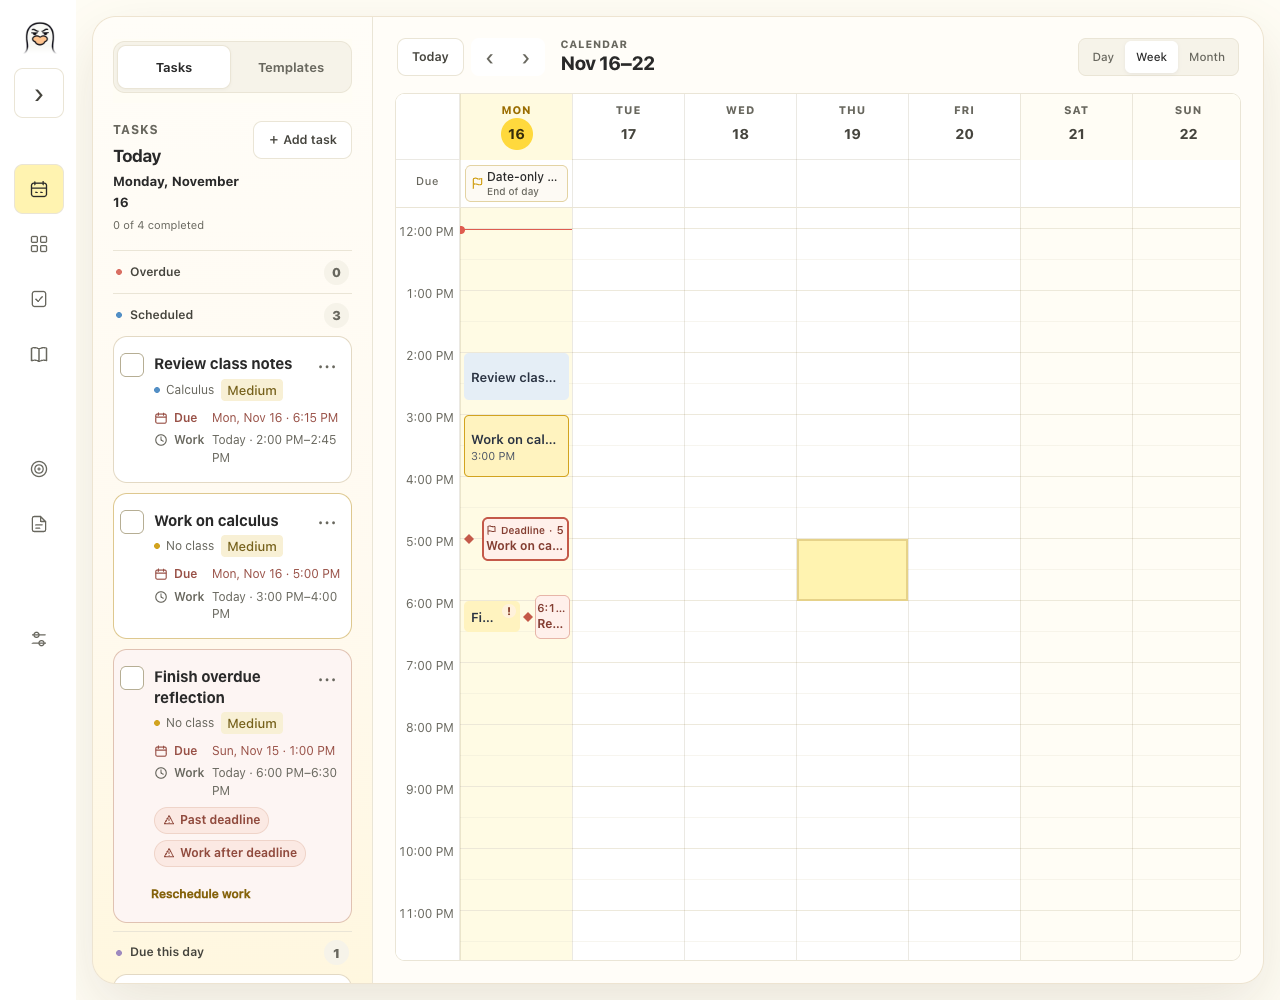 Tasks
Templates
TASKS
Today
Monday, November
16
0 of 4 completed
+ Add task
Overdue
0
Scheduled
3
Review class notes
Calculus
Medium
Due
Mon, Nov 16 · 6:15 PM
Work
Today · 2:00 PM–2:45
PM
Work on calculus
No class
Medium
Due
Mon, Nov 16 · 5:00 PM
Work
Today · 3:00 PM–4:00
PM
Finish overdue
reflection
No class
Medium
Due
Sun, Nov 15 · 1:00 PM
Work
Today · 6:00 PM–6:30
PM
Past deadline
Work after deadline
Reschedule work
Due this day
1
Today
CALENDAR
Nov 16–22
Day
Week
Month
MON
16
TUE
17
WED
18
THU
19
FRI
20
SAT
21
SUN
22
Due
Date-only ...
End of day
12:00 PM
1:00 PM
2:00 PM
Review clas...
3:00 PM
Work on cal...
3:00 PM
4:00 PM
Deadline · 5
Work on ca...
5:00 PM
6:00 PM
Fi...
!
6:1...
Re...
7:00 PM
8:00 PM
9:00 PM
10:00 PM
11:00 PM